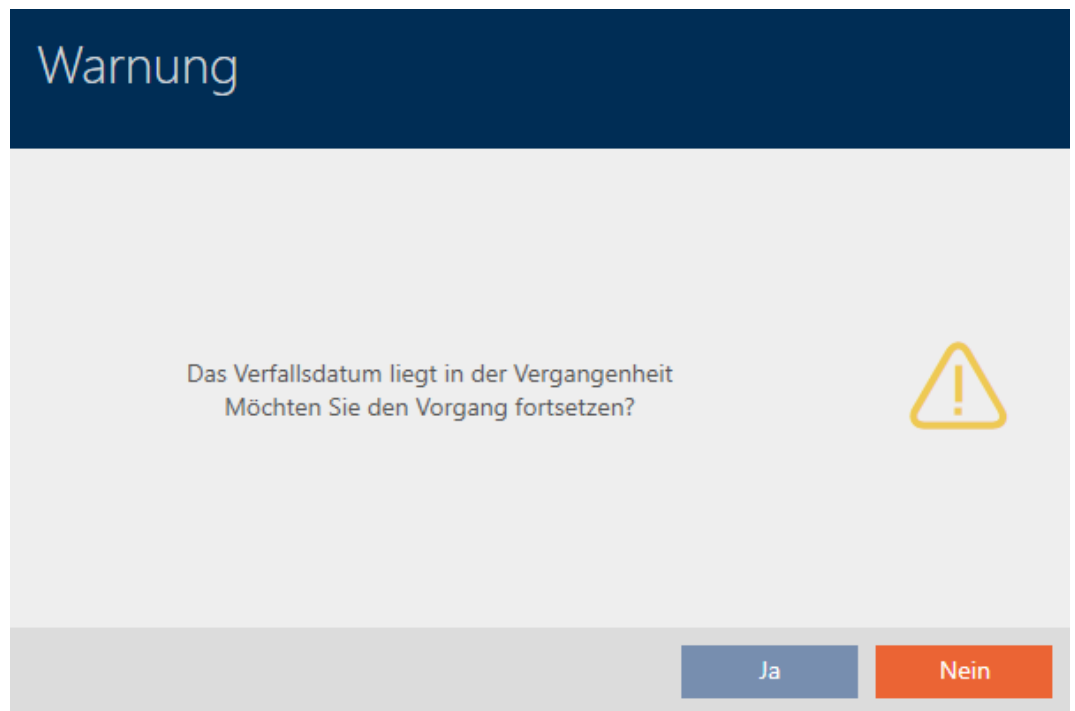 Warnung
Das Verfallsdatum liegt in der Vergangenheit
Möchten Sie den Vorgang fortsetzen?
Ja
Nein